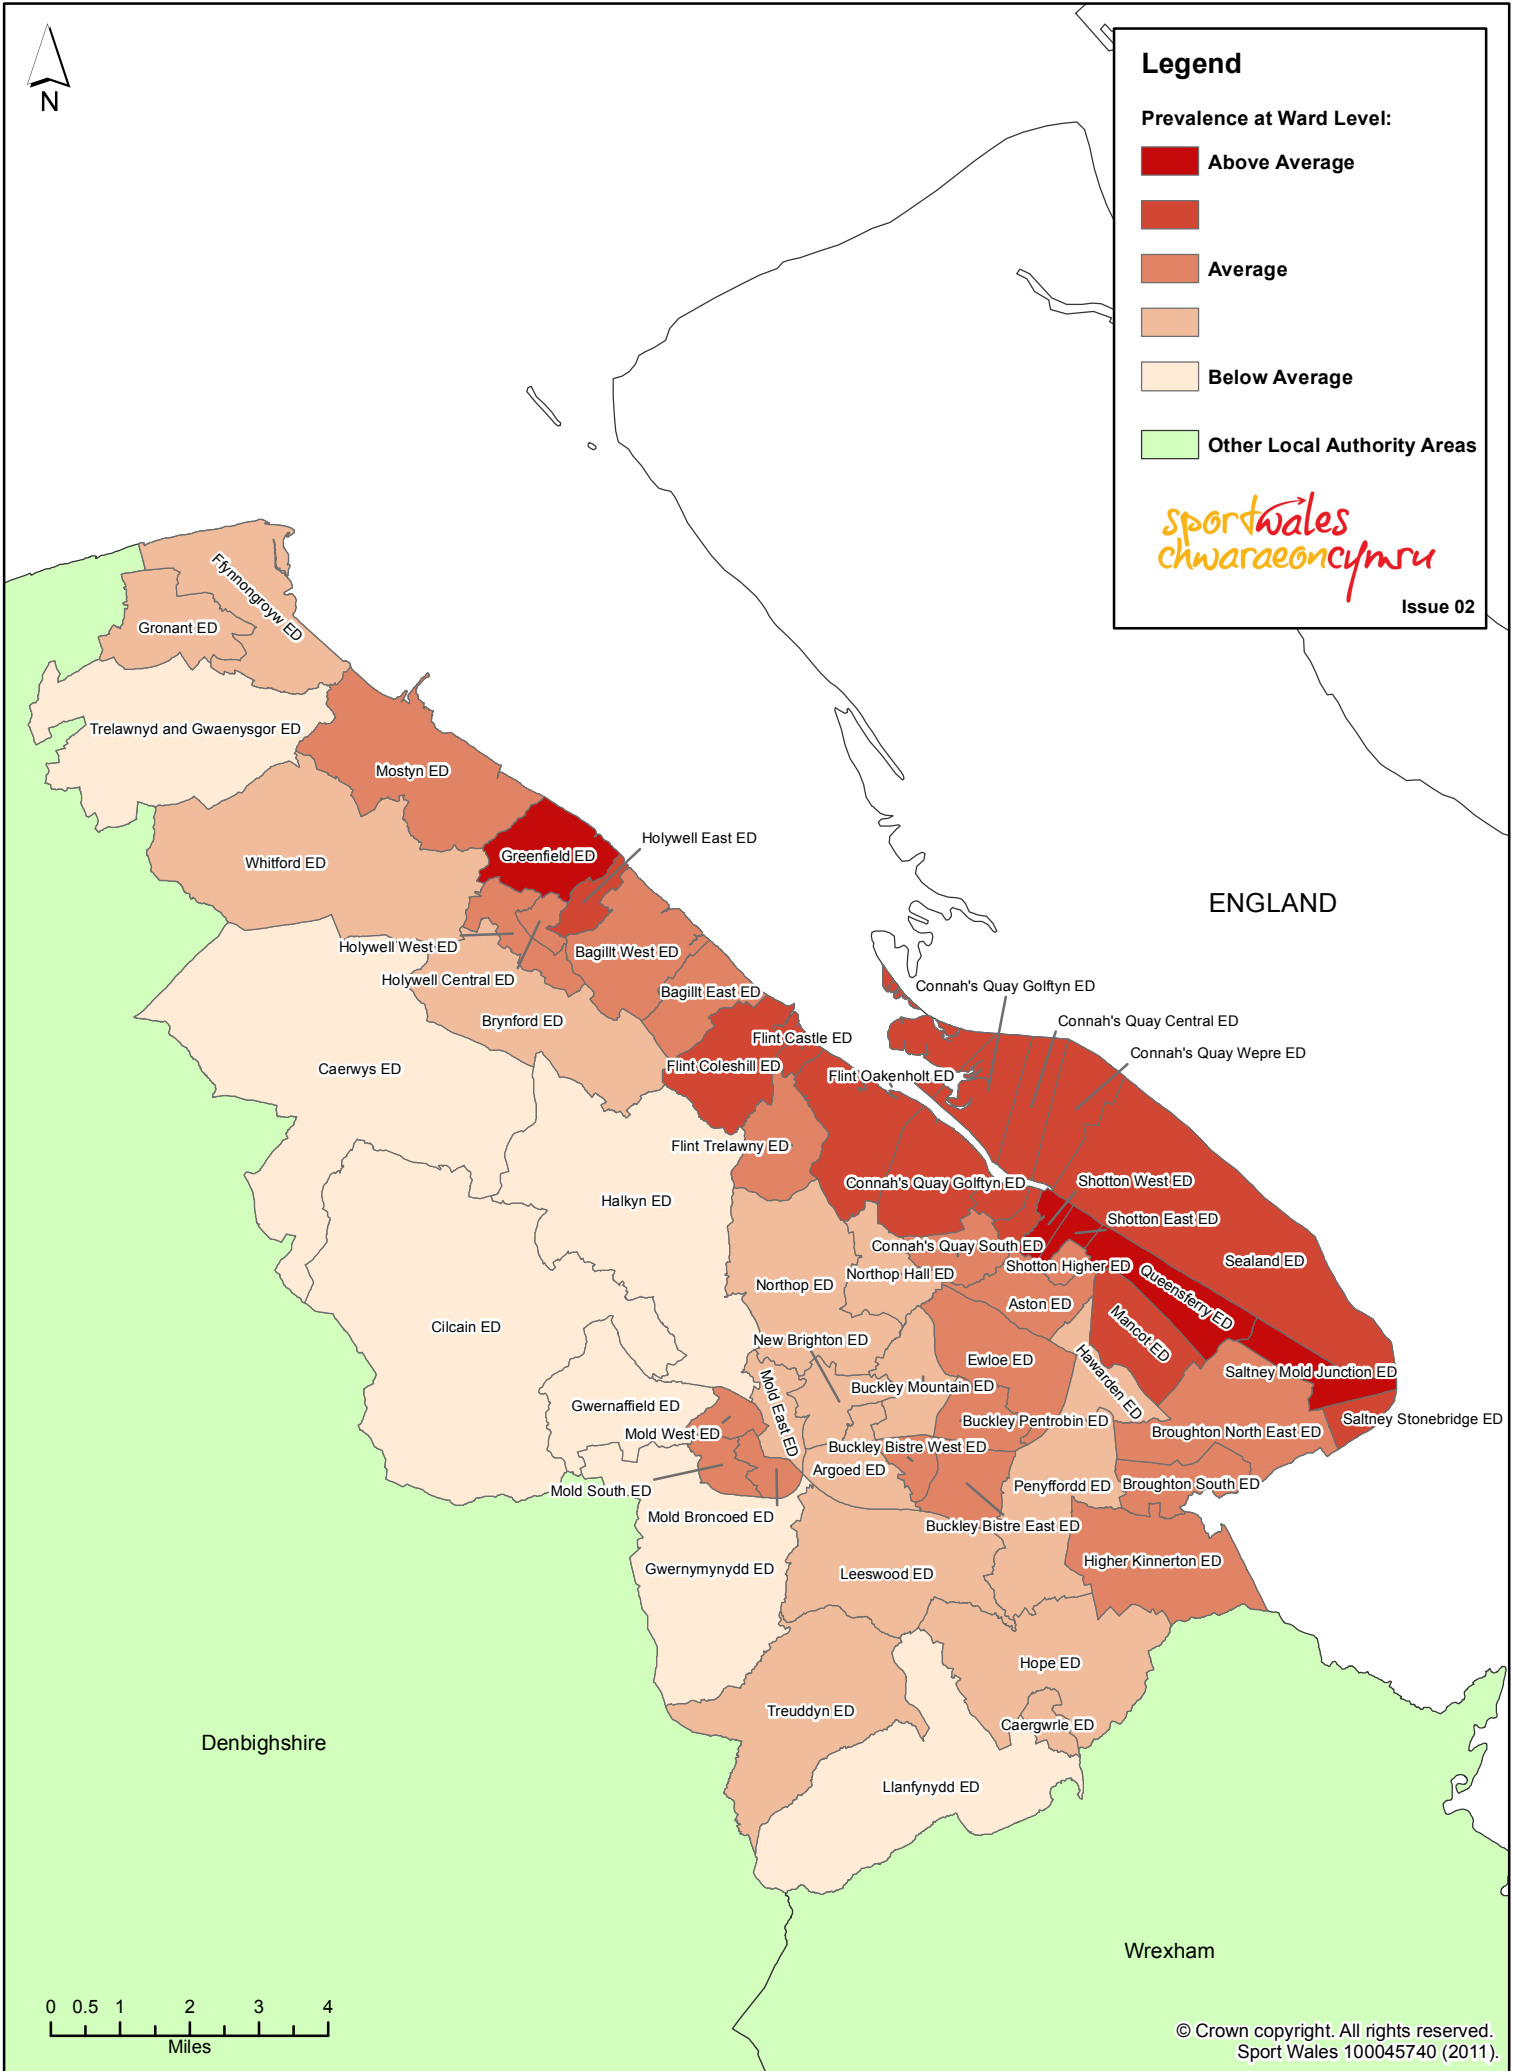 N
Legend
Prevalence at Ward Level:
Above Average
Average
Below Average
Other Local Authority Areas
sportwales
chwaraeoncymru
Issue 02
Ffynnongroyw ED
Gronant ED
Trelawnyd and Gwaenysgor ED
Mostyn ED
Holywell East ED
Greenfield ED
Whitford ED
ENGLAND
Holywell West ED
Bagillt West ED
Holywell Central ED
Bagillt East ED
Connah's Quay Golftyn ED
Brynford ED
Connah's Quay Central ED
Flint Castle ED
Connah's Quay Wepre ED
Caerwys ED
Flint Coleshill ED
Flint Oakenholt ED
Flint Trelawny ED
Connah's Quay Golftyn ED
Shotton West ED
Halkyn ED
Shotton East ED
Connah's Quay South ED
Sealand ED
Shotton Higher ED
Northop Hall ED
Northop ED
Queensferry ED
Aston ED
Mancot ED
Cilcain ED
New Brighton ED
Ewloe ED
Hawarden ED
Saltney Mold Junction ED
Buckley Mountain ED
Mold East ED
Gwernaffield ED
Saltney Stonebridge ED
Buckley Pentrobin ED
Mold West ED
Broughton North East ED
Buckley Bistre West ED
Argoed ED
Penyffordd ED
Broughton South ED
Mold South ED
Mold Broncoed ED
Buckley Bistre East ED
Gwernymynydd ED
Leeswood ED
Higher Kinnerton ED
Hope ED
Treuddyn ED
Caergwrle ED
Denbighshire
Llanfynydd ED
Wrexham
0 0.5 1 2 3 4
Miles
© Crown copyright. All rights reserved.
Sport Wales 100045740 (2011).